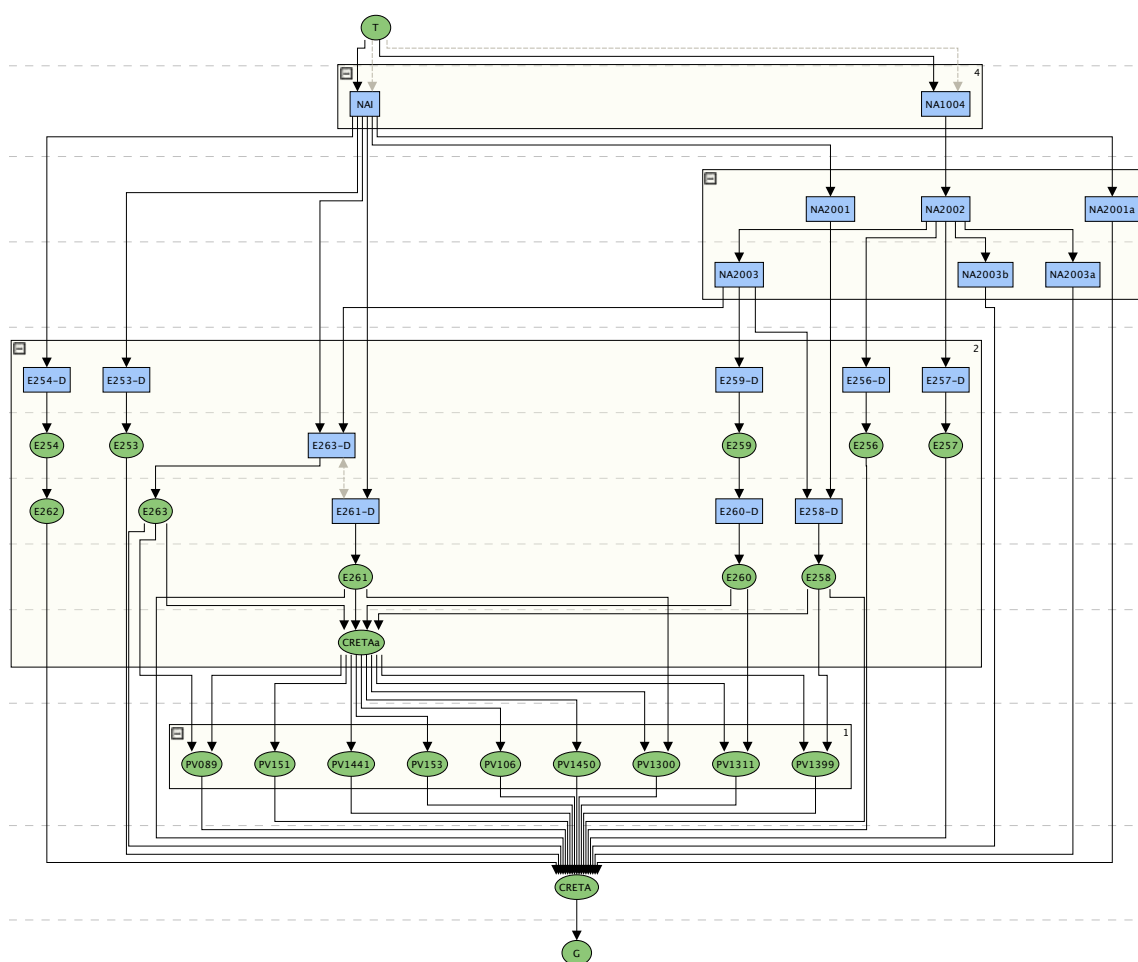 T
4
NAI
NA1004
NA2001
NA2002
NA2001a
NA2003
NA2003b
NA2003a
2
E254-D
E253-D
E259-D
E256-D
E257-D
E254
E253
E263-D
E259
E256
E257
E262
E263
E261-D
E260-D
E258-D
E261
E260
E258
CRETAa
1
PV089
PV151
PV1441
PV153
PV106
PV1450
PV1300
PV1311
PV1399
CRETA
G